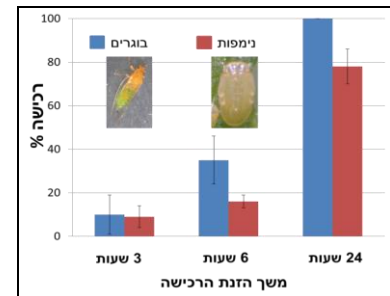 100
80
60
40
20
0
רכישה %
בוגרים
נימפות
3 שעות
6 שעות
24 שעות
משך הזנת הרכישה